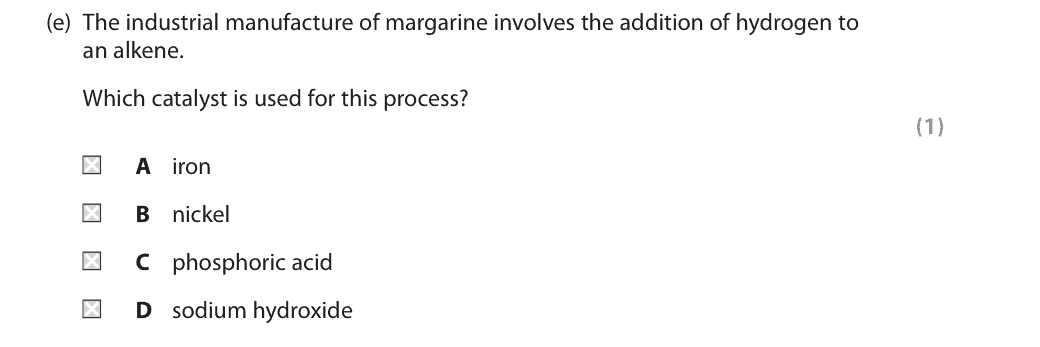 (e) The industrial manufacture of margarine involves the addition of hydrogen to
an alkene.
Which catalyst is used for this process?
(1)
A iron
B nickel
C phosphoric acid
D sodium hydroxide